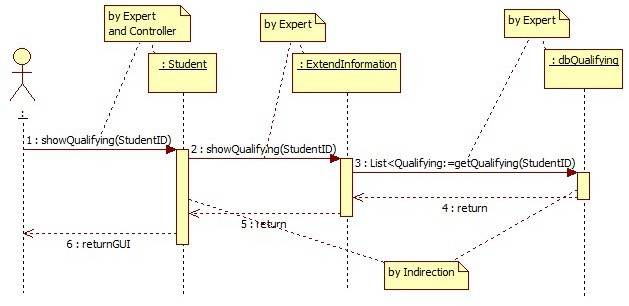 by Expert
and Controller
by Expert
by Expert
: Student
: ExtendInformation
: dbQualifying
:
1 : showQualifying(StudentID)
2 : showQualifying(StudentID)
3 : List<Qualifying:=getQualifying(StudentID)
4 : return
5 : return
6 : returnGUI
by Indirection